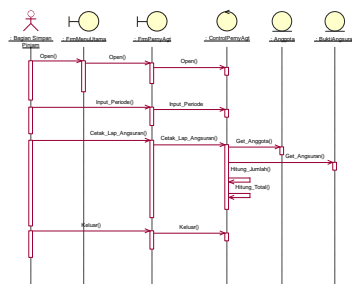 : Bagian Simpan
Pinjam
: FrmMenuUtama
: FrmPemyAgt
: ControlPemyAgt
: Anggota
: BuktiAngsuran
Open()
Open()
Open()
Input_Periode()
Input_Periode
Cetak_Lap_Angsuran()
Cetak_Lap_Angsuran()
Get_Anggota()
Get_Angsuran()
Hitung_Jumlah()
Hitung_Total()
Keluar()
Keluar()